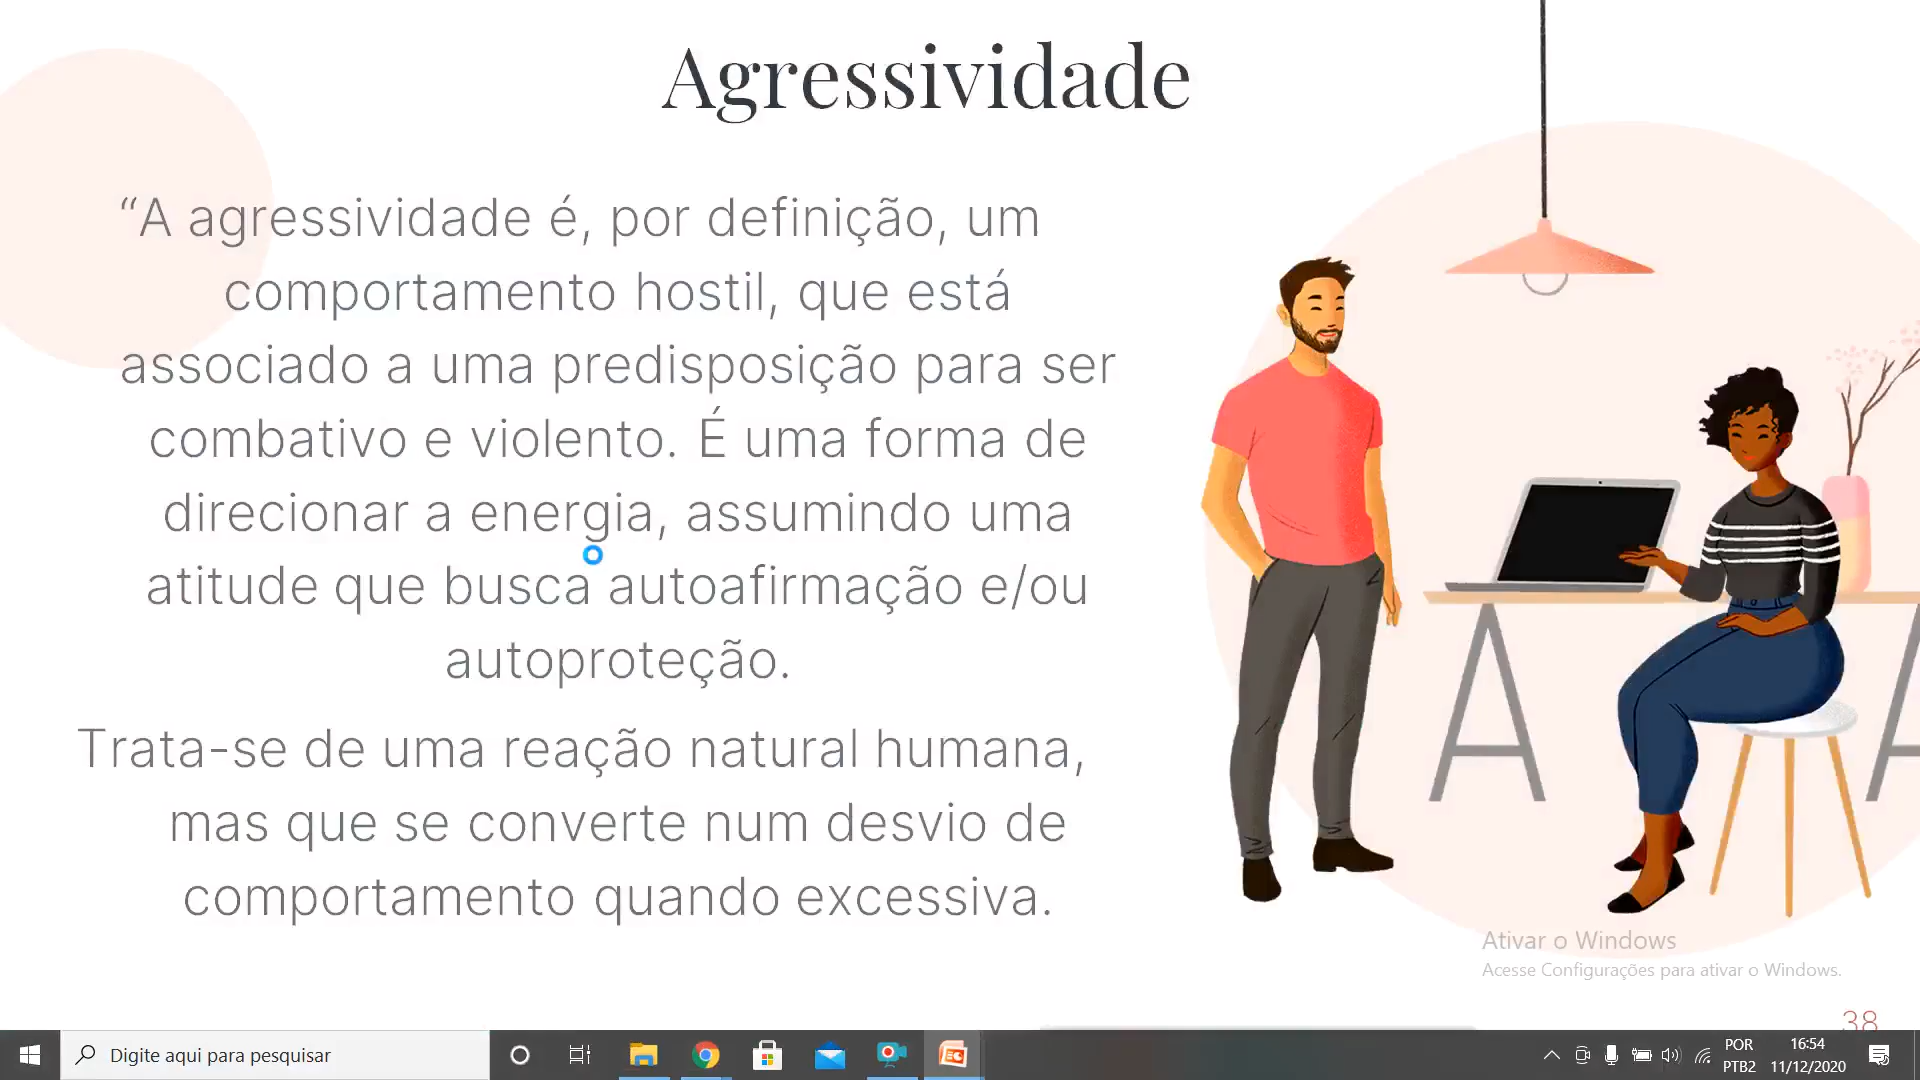 Agressividade
“A agressividade é, por definição, um
comportamento hostil, que está
associado a uma predisposição para ser
combativo e violento. É uma forma de
direcionar a energia, assumindo uma
atitude que busca autoafirmação e/ou
autoproteção.
Trata-se de uma reação natural humana,
mas que se converte num desvio de
comportamento quando excessiva.
Ativar o Windows
Acesse Configurações para ativar o Windows.
38
Digite aqui para pesquisar
POR
PTB2
16:54
11/12/2020